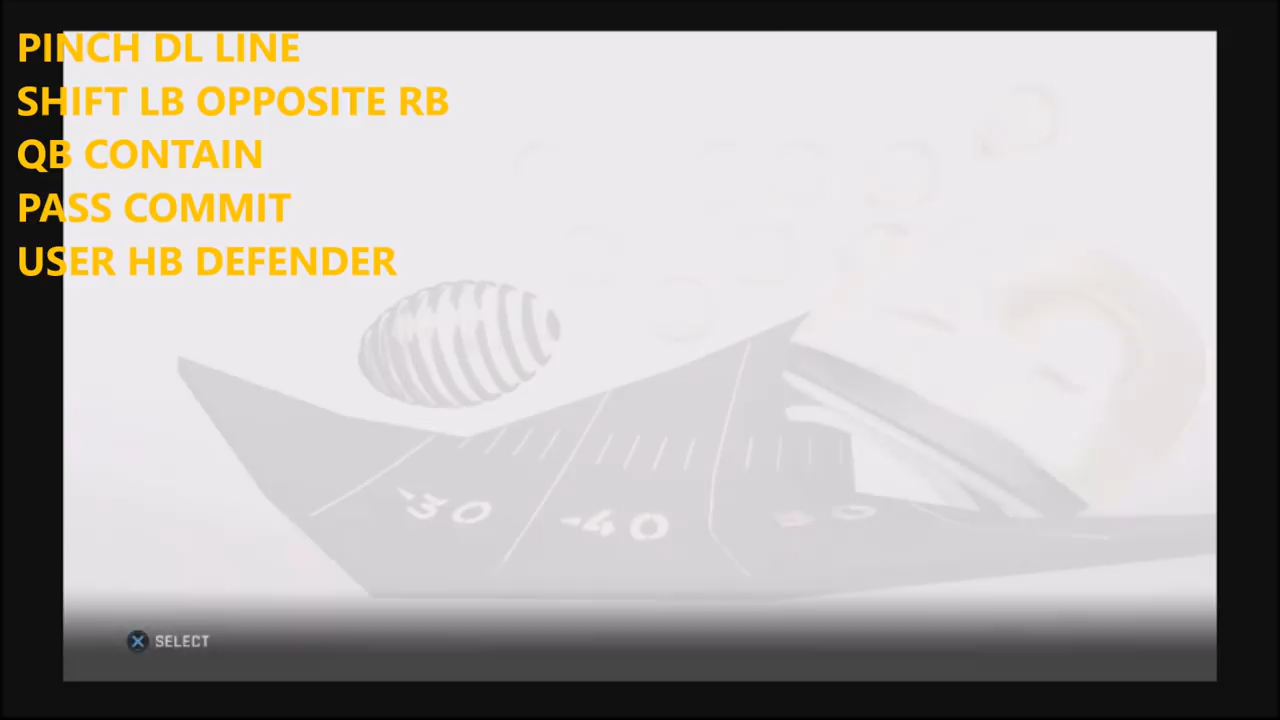 PINCH DL LINE
SHIFT LB OPPOSITE RB
QB CONTAIN
PASS COMMIT
USER HB DEFENDER
-30
-40
SELECT